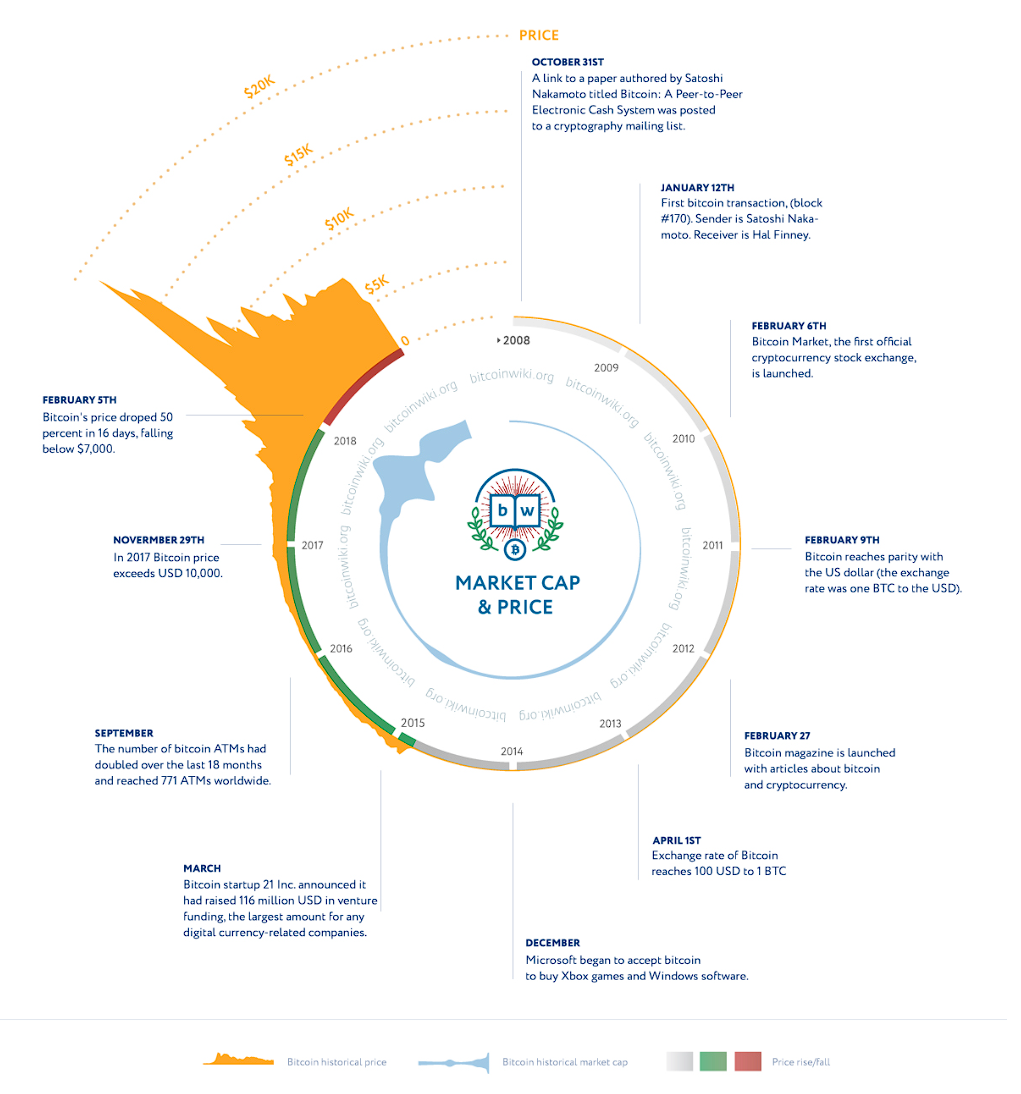 PRICE
$20K
$15K
$10K
$5K
0
OCTOBER 31ST
A link to a paper authored by Satoshi
Nakamoto titled Bitcoin: A Peer-to-Peer
Electronic Cash System was posted
to a cryptography mailing list.
JANUARY 12TH
First bitcoin transaction, (block
#170). Sender is Satoshi Naka-
moto. Receiver is Hal Finney.
FEBRUARY 6TH
Bitcoin Market, the first official
cryptocurrency stock exchange,
is launched.
FEBRUARY 9TH
Bitcoin reaches parity with
the US dollar (the exchange
rate was one BTC to the USD).
FEBRUARY 27
Bitcoin magazine is launched
with articles about bitcoin
and cryptocurrency.
APRIL 1ST
Exchange rate of Bitcoin
reaches 100 USD to 1 BTC
DECEMBER
Microsoft began to accept bitcoin
to buy Xbox games and Windows software.
MARCH
Bitcoin startup 21 Inc. announced it
had raised 116 million USD in venture
funding, the largest amount for any
digital currency-related companies.
SEPTEMBER
The number of bitcoin ATMs had
doubled over the last 18 months
and reached 771 ATMs worldwide.
NOVERMBER 29TH
In 2017 Bitcoin price
exceeds USD 10,000.
FEBRUARY 5TH
Bitcoin's price droped 50
percent in 16 days, falling
below $7,000.
2008
2009
2010
2011
2012
2013
2014
2015
2016
2017
2018
bitcoinwiki.org
bitcoinwiki.org
bitcoinwiki.org
bitcoinwiki.org
bitcoinwiki.org
bitcoinwiki.org
bitcoinwiki.org
bitcoinwiki.org
bitcoinwiki.org
bitcoinwiki.org
bitcoinwiki.org
b w
MARKET CAP
& PRICE
Bitcoin historical price
Bitcoin historical market cap
Price rise/fall